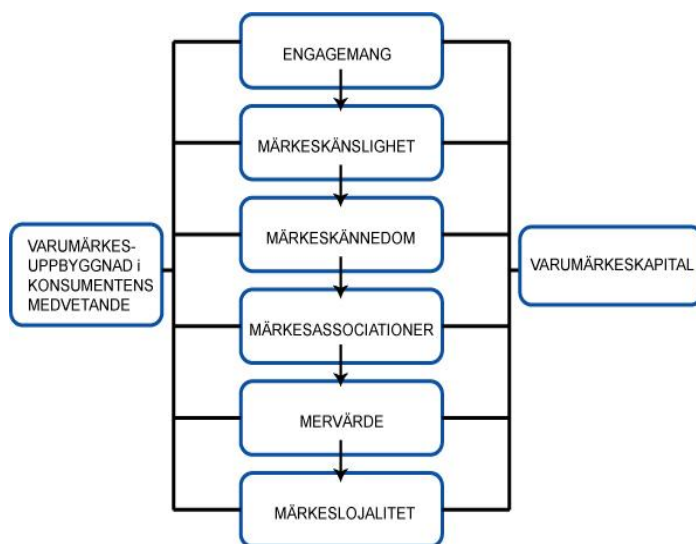 ENGAGEMANG
MÄRKESKÄNSLIGHET
MÄRKESKÄNNEDOM
VARUMÄRKES-
UPPBYGGNAD i
KONSUMENTENS
MEDVETANDE
VARUMÄRKESKAPITAL
MÄRKESASSOCIATIONER
MERVÄRDE
MÄRKESLOJALITET